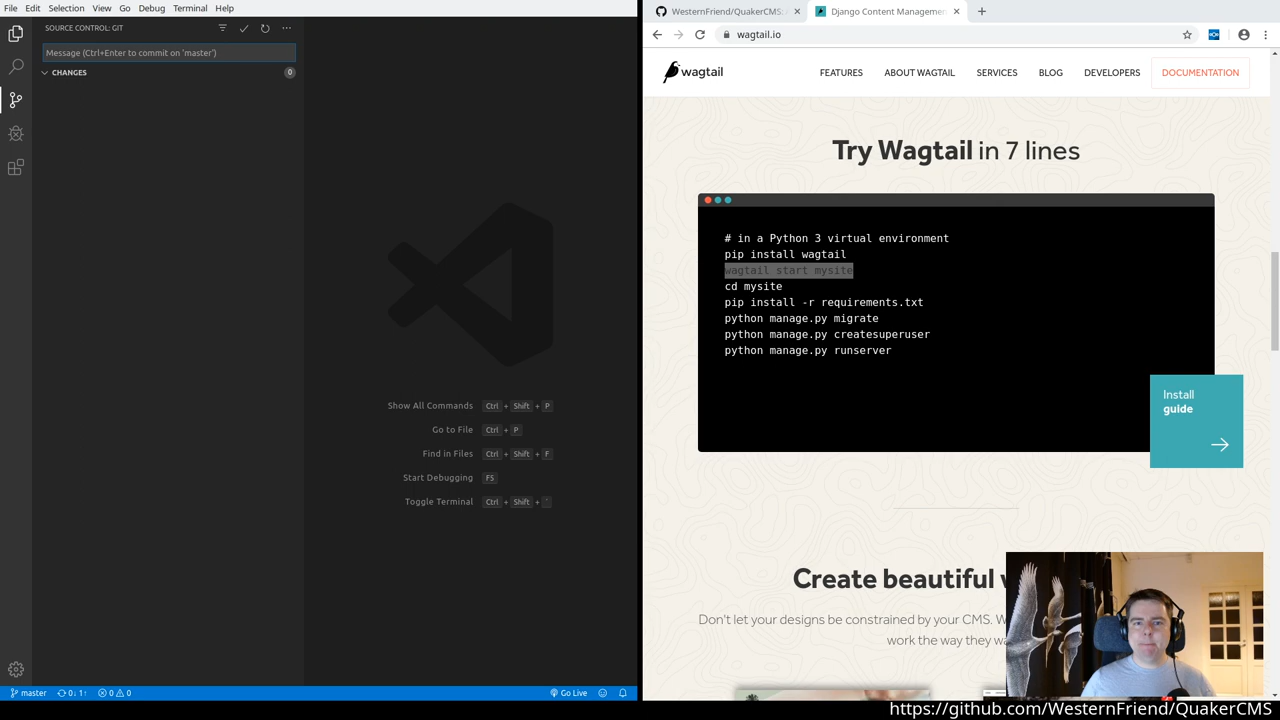 File Edit Selection View Go Debug Terminal Help
SOURCE CONTROL: GIT
Message (Ctrl+Enter to commit on 'master')
CHANGES 0
Show All Commands Ctrl + Shift + P
Go to File Ctrl + P
Find in Files Ctrl + Shift + F
Start Debugging F5
Toggle Terminal Ctrl + Shift + `
master 0↓ 1↑ 0 0 Go Live
WesternFriend/QuakerCMS: Django Content Managemen
wagtail.io
wagtail FEATURES ABOUT WAGTAIL SERVICES BLOG DEVELOPERS DOCUMENTATION
Try Wagtail in 7 lines
# in a Python 3 virtual environment
pip install wagtail
wagtail start mysite
cd mysite
pip install -r requirements.txt
python manage.py migrate
python manage.py createsuperuser
python manage.py runserver
Install
guide
Create beautiful
Don't let your designs be constrained by your CMS.
work the way they
https://github.com/WesternFriend/QuakerCMS